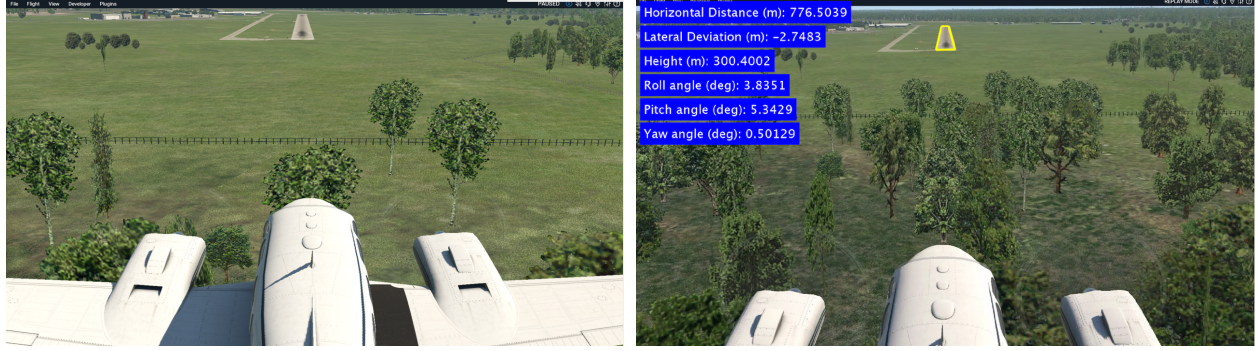 File Flight View Developer Plugins
PAUSED
REPLAY MODE
Horizontal Distance (m): 776.5039
Lateral Deviation (m): -2.7483
Height (m): 300.4002
Roll angle (deg): 3.8351
Pitch angle (deg): 5.3429
Yaw angle (deg): 0.50129